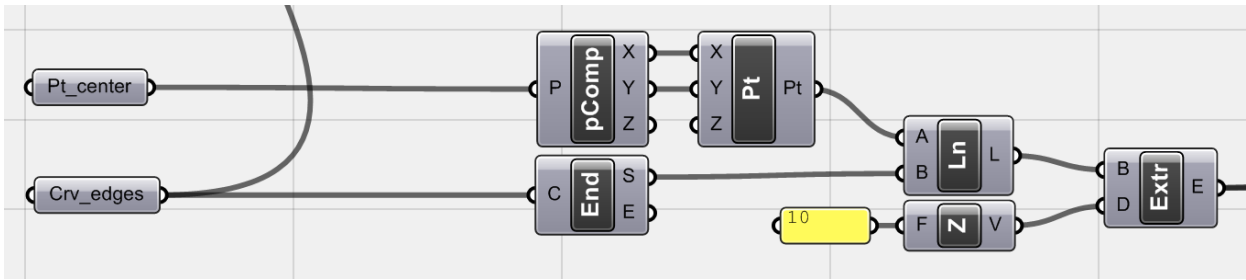 Pt_center
P
pComp
X
Y
Z
X
Y
Z
Pt
Pt
Crv_edges
C
End
S
E
A
B
Ln
L
10
F
Z
V
B
D
Extr
E